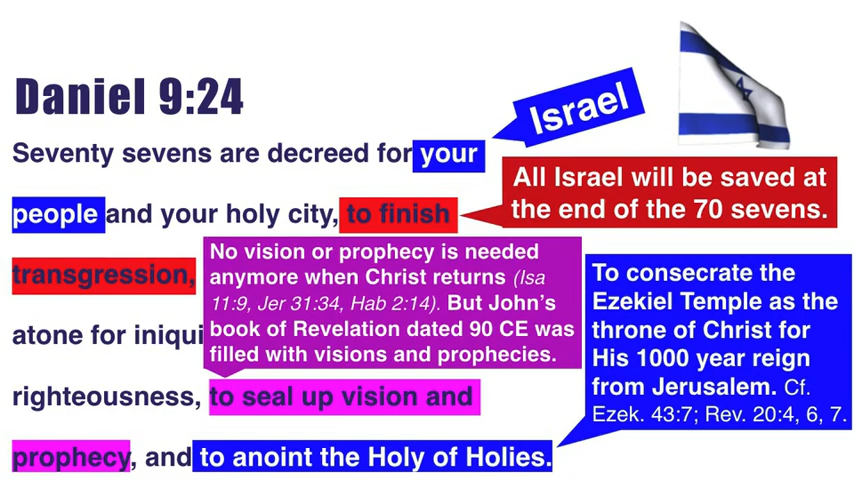 Daniel 9:24
Israel
Seventy sevens are decreed for your
All Israel will be saved at
the end of the 70 sevens.
people and your holy city, to finish
transgression,
No vision or prophecy is needed
anymore when Christ returns (Isa
11:9, Jer 31:34, Hab 2:14). But John's
book of Revelation dated 90 CE was
filled with visions and prophecies.
To consecrate the
Ezekiel Temple as the
throne of Christ for
His 1000 year reign
from Jerusalem. Cf.
Ezek. 43:7; Rev. 20:4, 6, 7.
atone for iniqui
righteousness, to seal up vision and
prophecy, and to anoint the Holy of Holies.